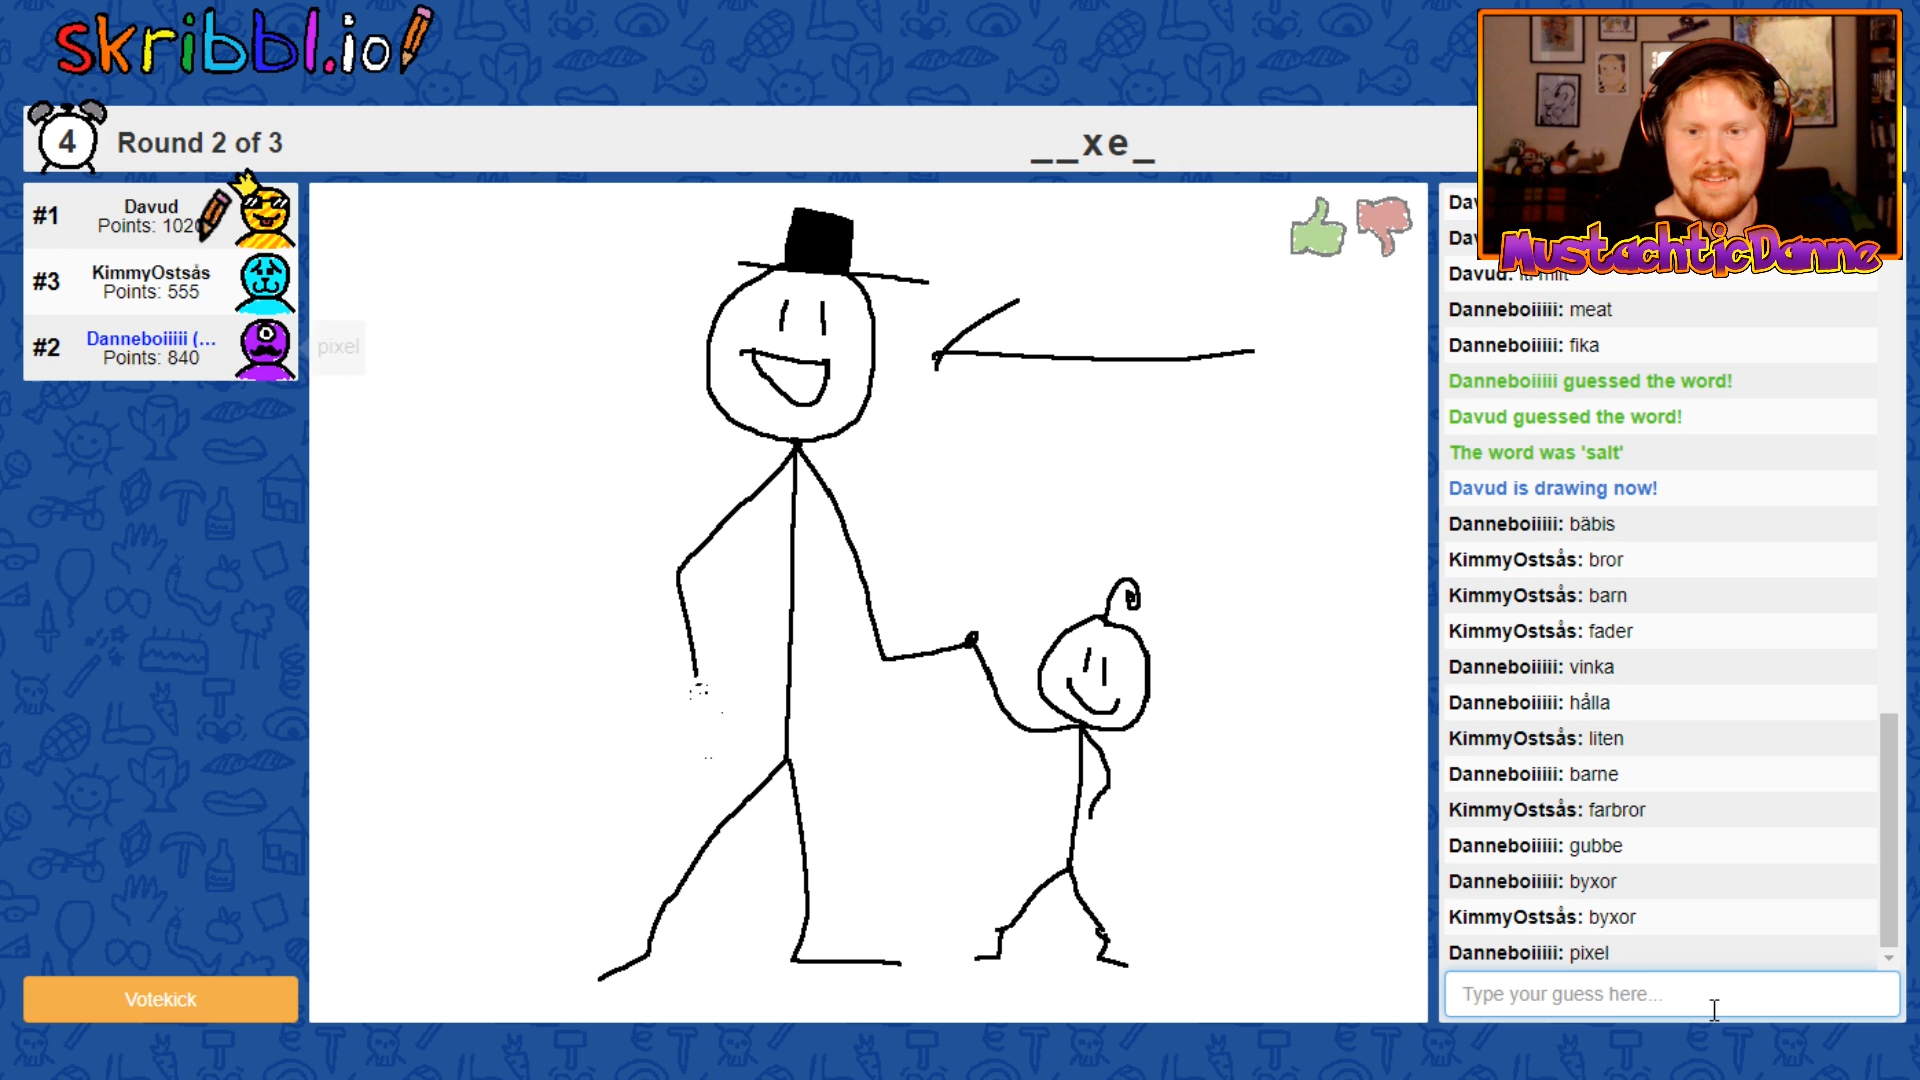 skribbl.io
4
Round 2 of 3
__xe_
#1
Davud
Points: 1020
#3
KimmyOstsås
Points: 555
#2
Danneboiiiii (...
Points: 840
pixel
Votekick
MustachticDanne
Danneboiiiii: meat
Danneboiiiii: fika
Danneboiiiii guessed the word!
Davud guessed the word!
The word was 'salt'
Davud is drawing now!
Danneboiiiii: bäbis
KimmyOstsås: bror
KimmyOstsås: barn
KimmyOstsås: fader
Danneboiiiii: vinka
Danneboiiiii: hålla
KimmyOstsås: liten
Danneboiiiii: barne
KimmyOstsås: farbror
Danneboiiiii: gubbe
Danneboiiiii: byxor
KimmyOstsås: byxor
Danneboiiiii: pixel
Type your guess here...